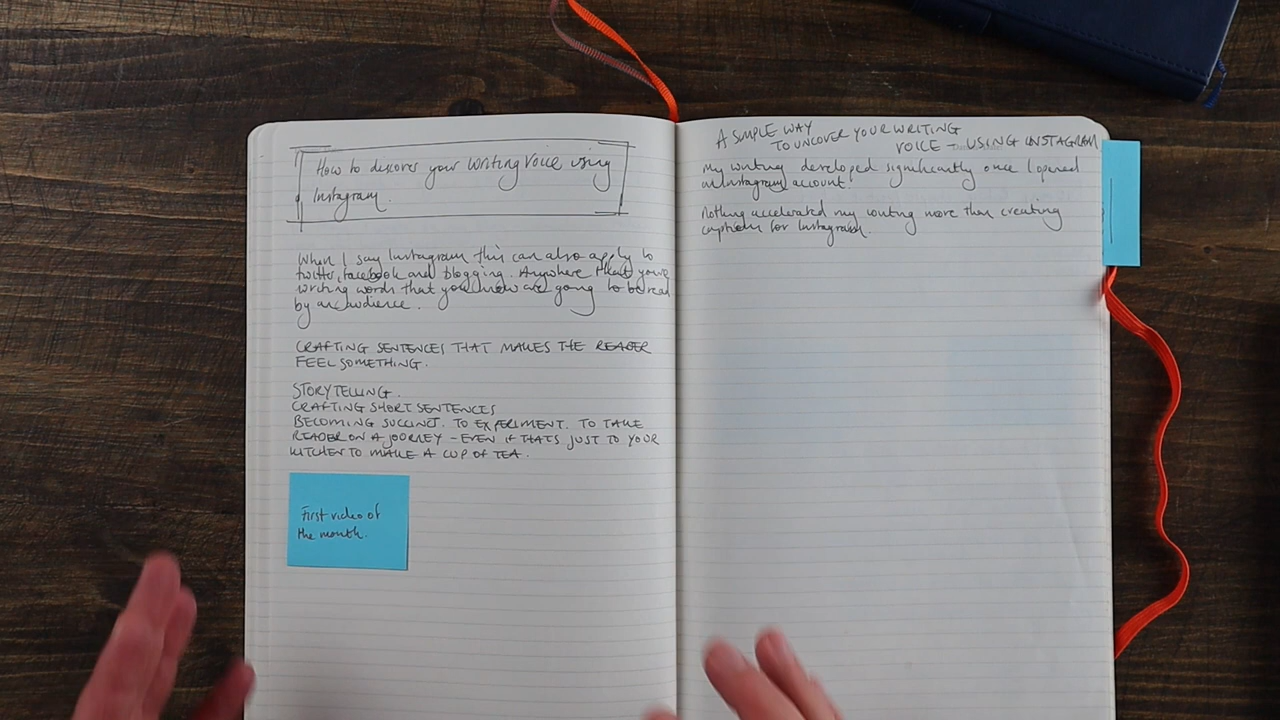 How to discover your writing voice using
Instagram.
When I say Instagram this can also apply to
twitter, facebook and blogging. Anywhere that you're
writing words that you know are going to be read
by an audience.
CRAFTING SENTENCES THAT MAKES THE READER
FEEL SOMETHING.
STORYTELLING.
CRAFTING SHORT SENTENCES
BECOMING SUCCINCT. TO EXPERIMENT. TO TAKE
READER ON A JOURNEY - EVEN IF THATS JUST TO YOUR
KITCHEN TO MAKE A CUP OF TEA.
First video of
the month.
A SIMPLE WAY
TO UNCOVER YOUR WRITING
VOICE - USING INSTAGRAM
My writing developed significantly once I opened
an Instagram account.
Nothing accelerated my writing more than creating
captions for Instagram.